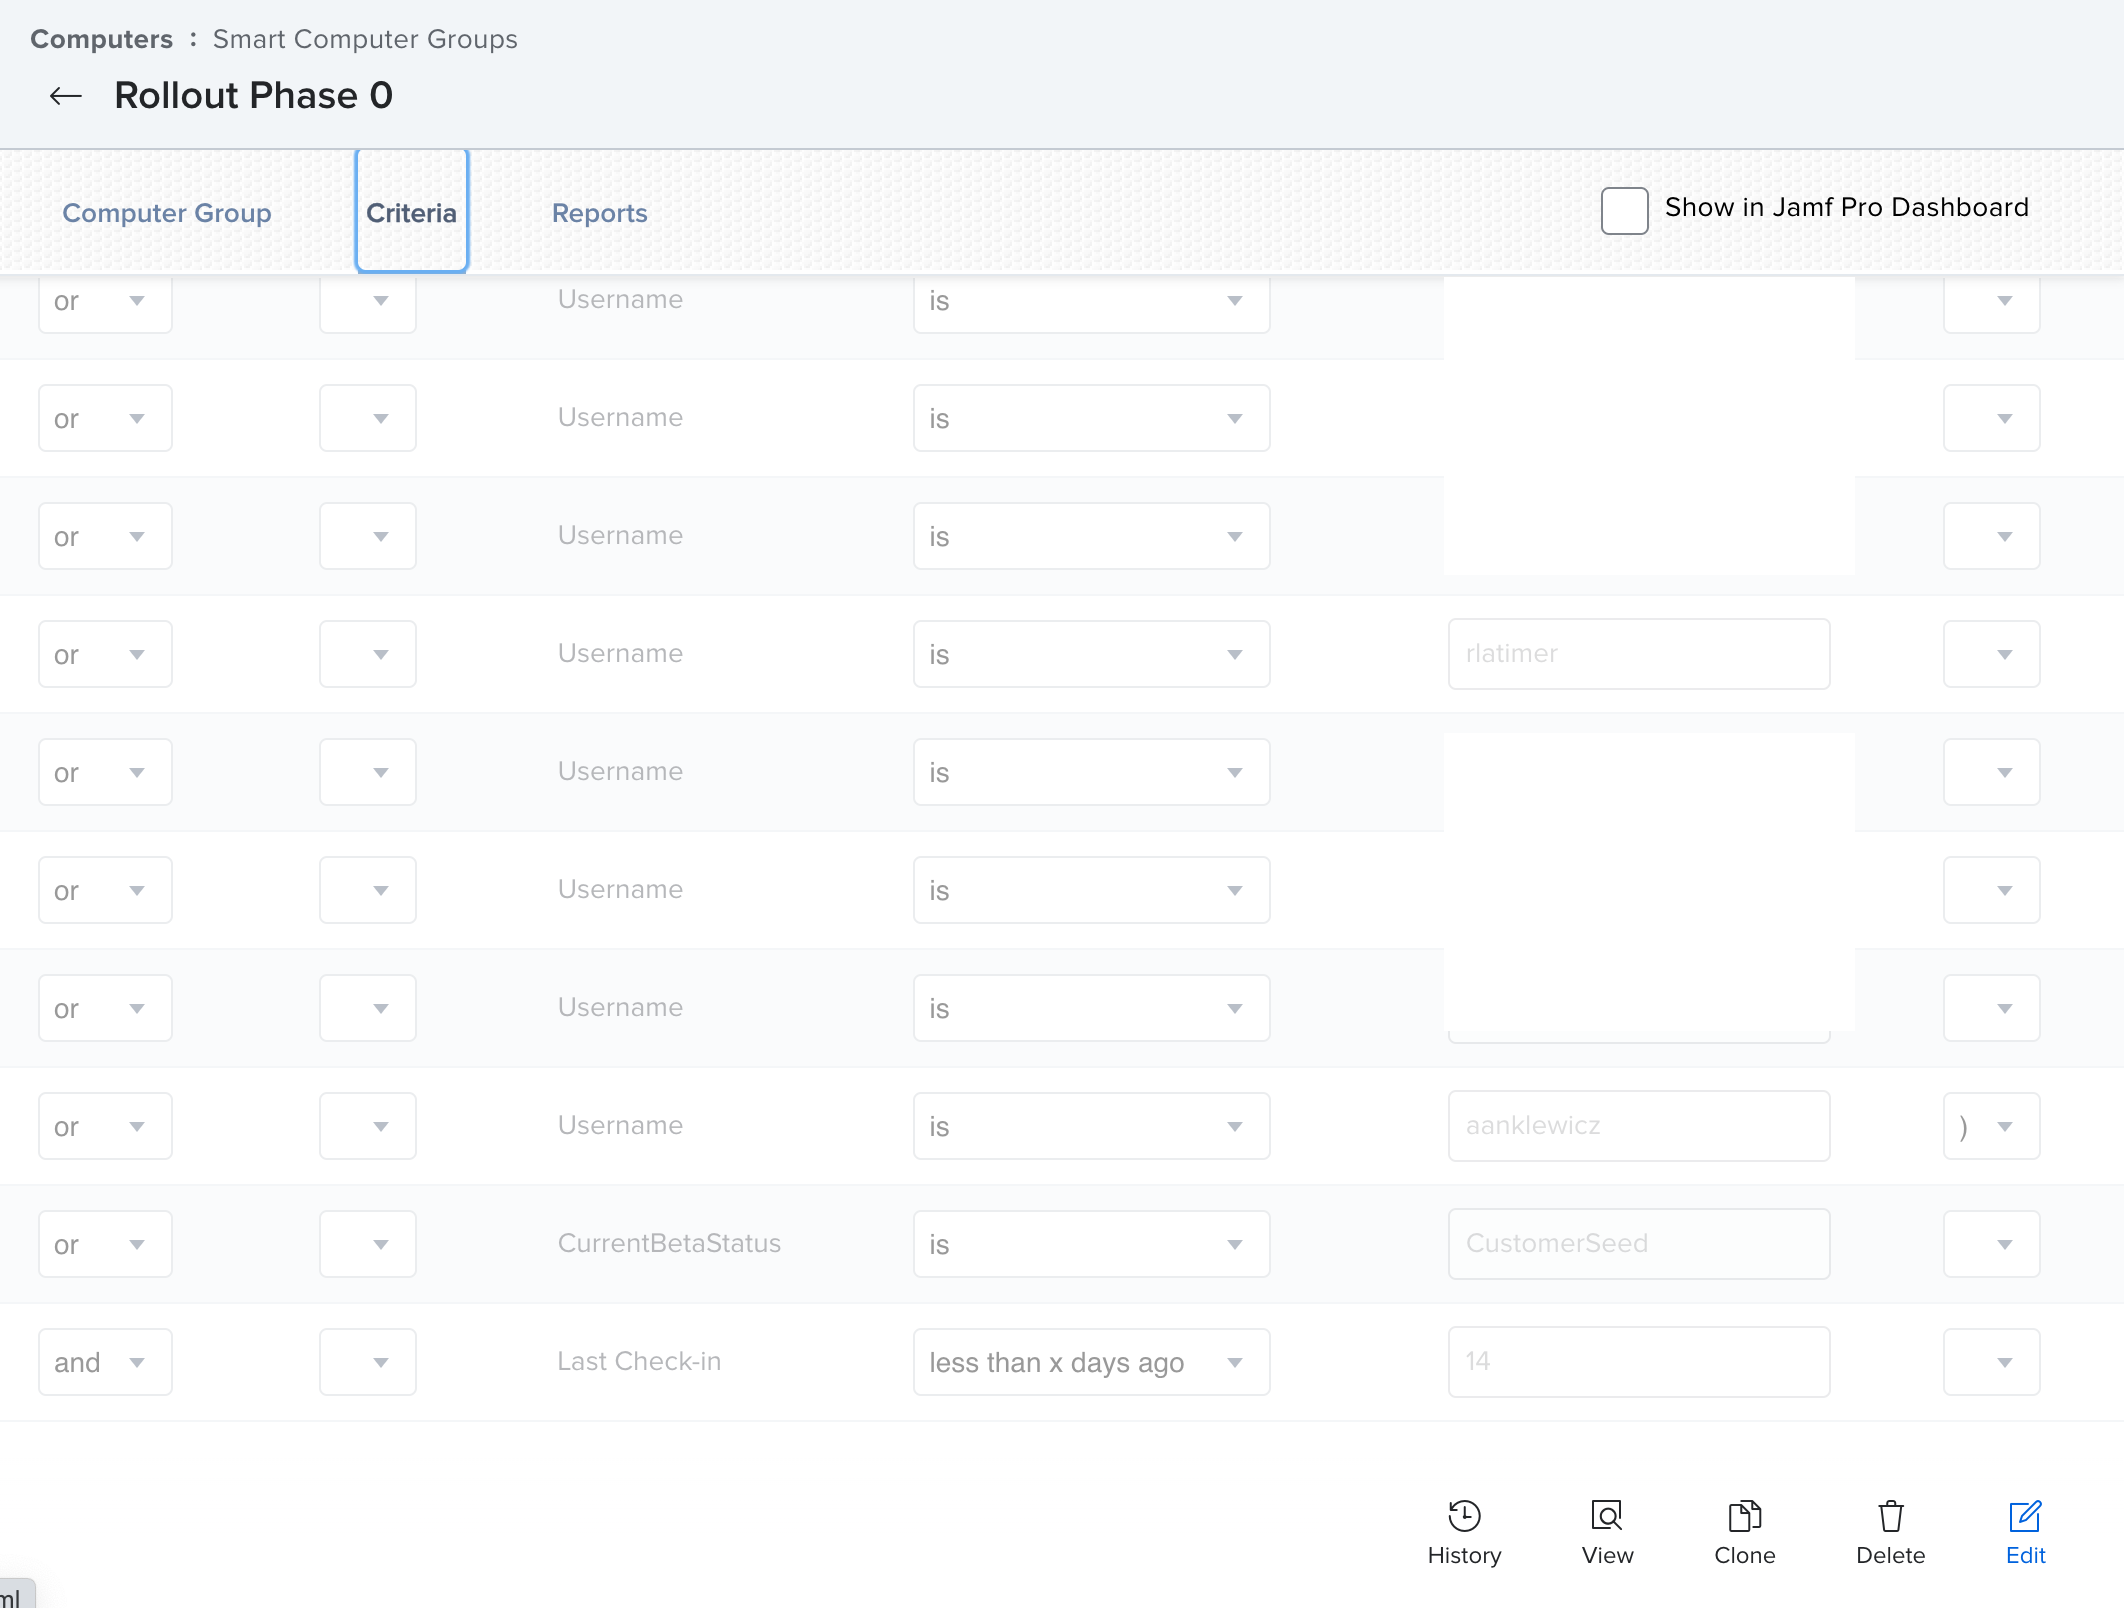 Computers : Smart Computer Groups
Rollout Phase 0
Computer Group Criteria Reports Show in Jamf Pro Dashboard
or Username is
or Username is
or Username is
or Username is rlatimer
or Username is
or Username is
or Username is
or Username is aanklewicz )
or CurrentBetaStatus is CustomerSeed
and Last Check-in less than x days ago 14
History View Clone Delete Edit
ml